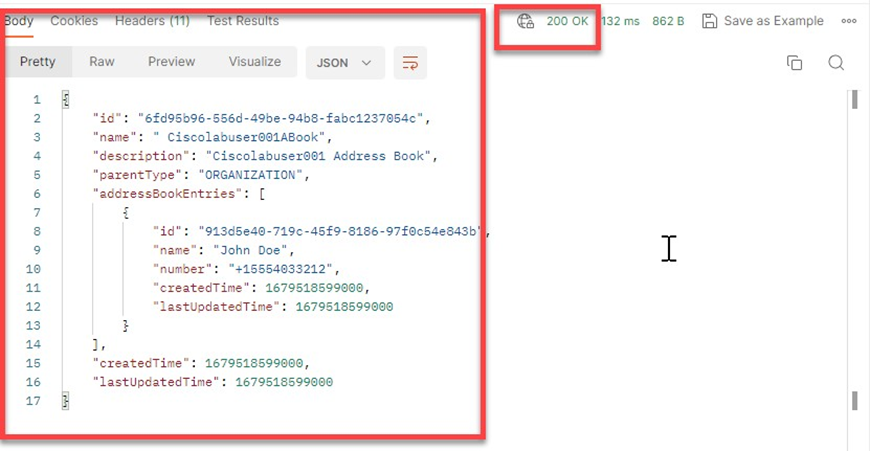 Body Cookies Headers (11) Test Results 200 OK 132 ms 862 B Save as Example
Pretty Raw Preview Visualize JSON
1 {
2 "id": "6fd95b96-556d-49be-94b8-fabc1237054c",
3 "name": " Ciscolabuser001ABook",
4 "description": "Ciscolabuser001 Address Book",
5 "parentType": "ORGANIZATION",
6 "addressBookEntries": [
7 {
8 "id": "913d5e40-719c-45f9-8186-97f0c54e843b",
9 "name": "John Doe",
10 "number": "+15554033212",
11 "createdTime": 1679518599000,
12 "lastUpdatedTime": 1679518599000
13 }
14 ],
15 "createdTime": 1679518599000,
16 "lastUpdatedTime": 1679518599000
17 }